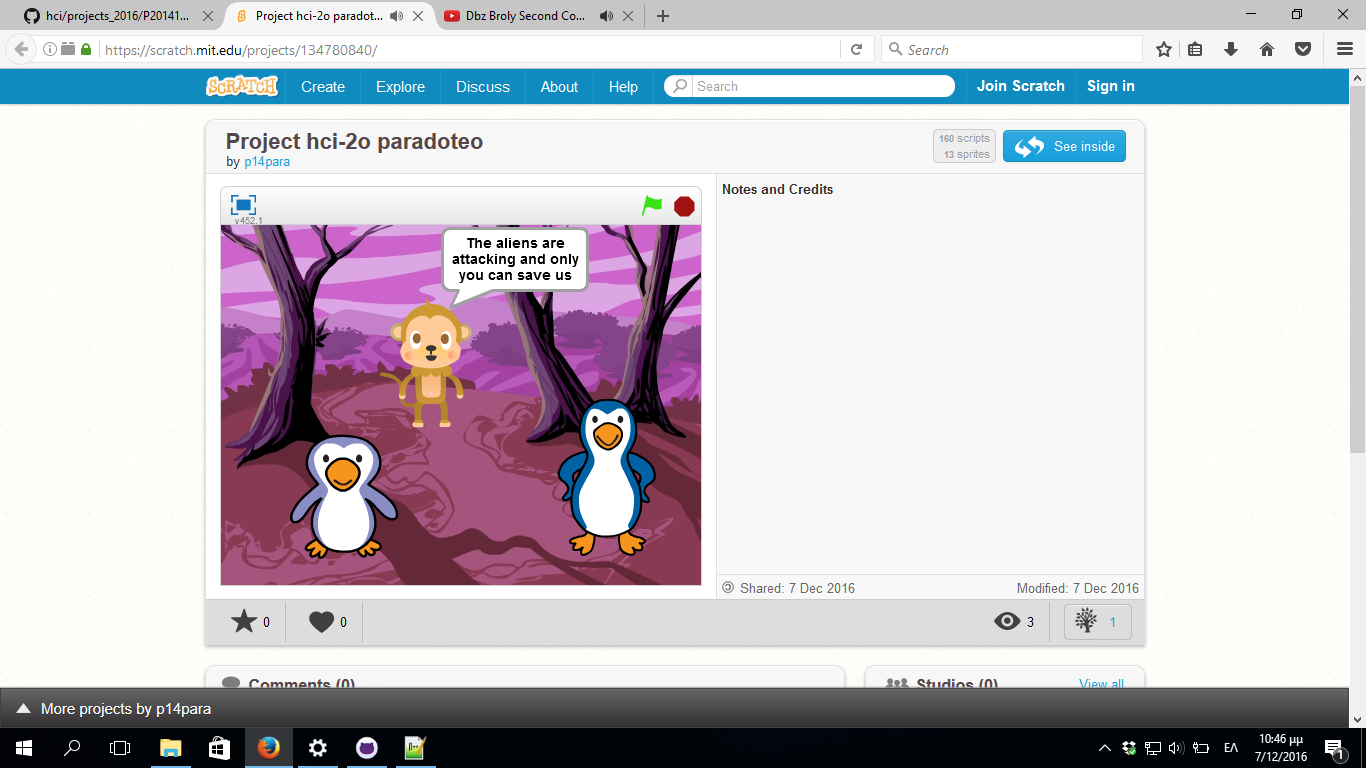 hci/projects_2016/P20141...
Project hci-2o paradot...
Dbz Broly Second Co...
https://scratch.mit.edu/projects/134780840/
Search
SCRATCH
Create
Explore
Discuss
About
Help
Search
Join Scratch
Sign in
Project hci-2o paradoteo
by p14para
160 scripts
13 sprites
See inside
v452.1
Notes and Credits
The aliens are
attacking and only
you can save us
Shared: 7 Dec 2016
Modified: 7 Dec 2016
0
0
3
1
Comments (0)
Studios (0)
View all
More projects by p14para
ΕΛ
10:46 μμ
7/12/2016
1